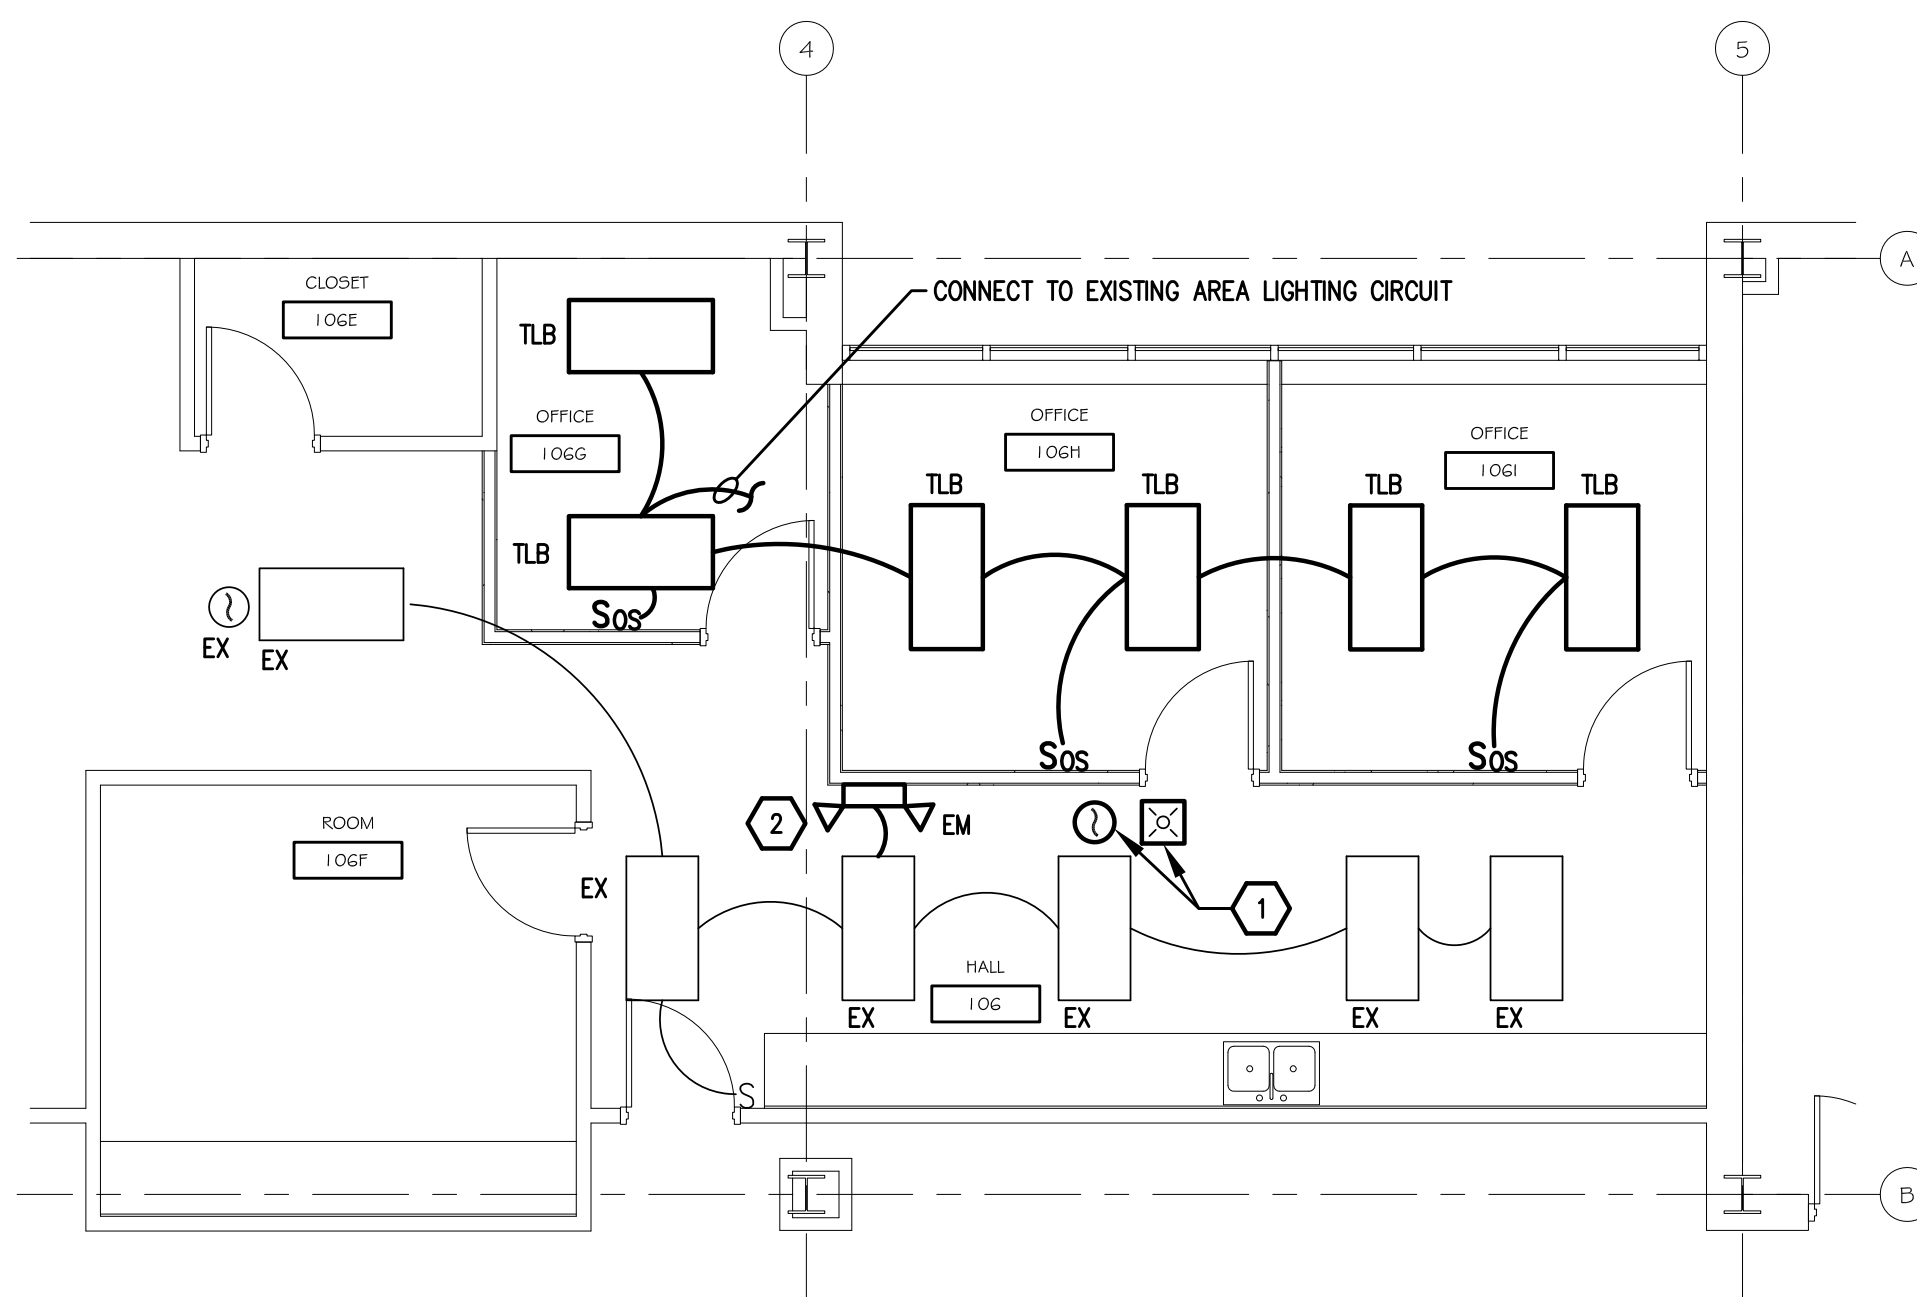 4
5
A
CONNECT TO EXISTING AREA LIGHTING CIRCUIT
CLOSET
106E
TLB
OFFICE
106G
OFFICE
106H
OFFICE
106I
TLB
TLB
TLB
TLB
TLB
SOS
EX
EX
SOS
SOS
2
EM
ROOM
106F
EX
1
HALL
106
EX
EX
EX
EX
S
B